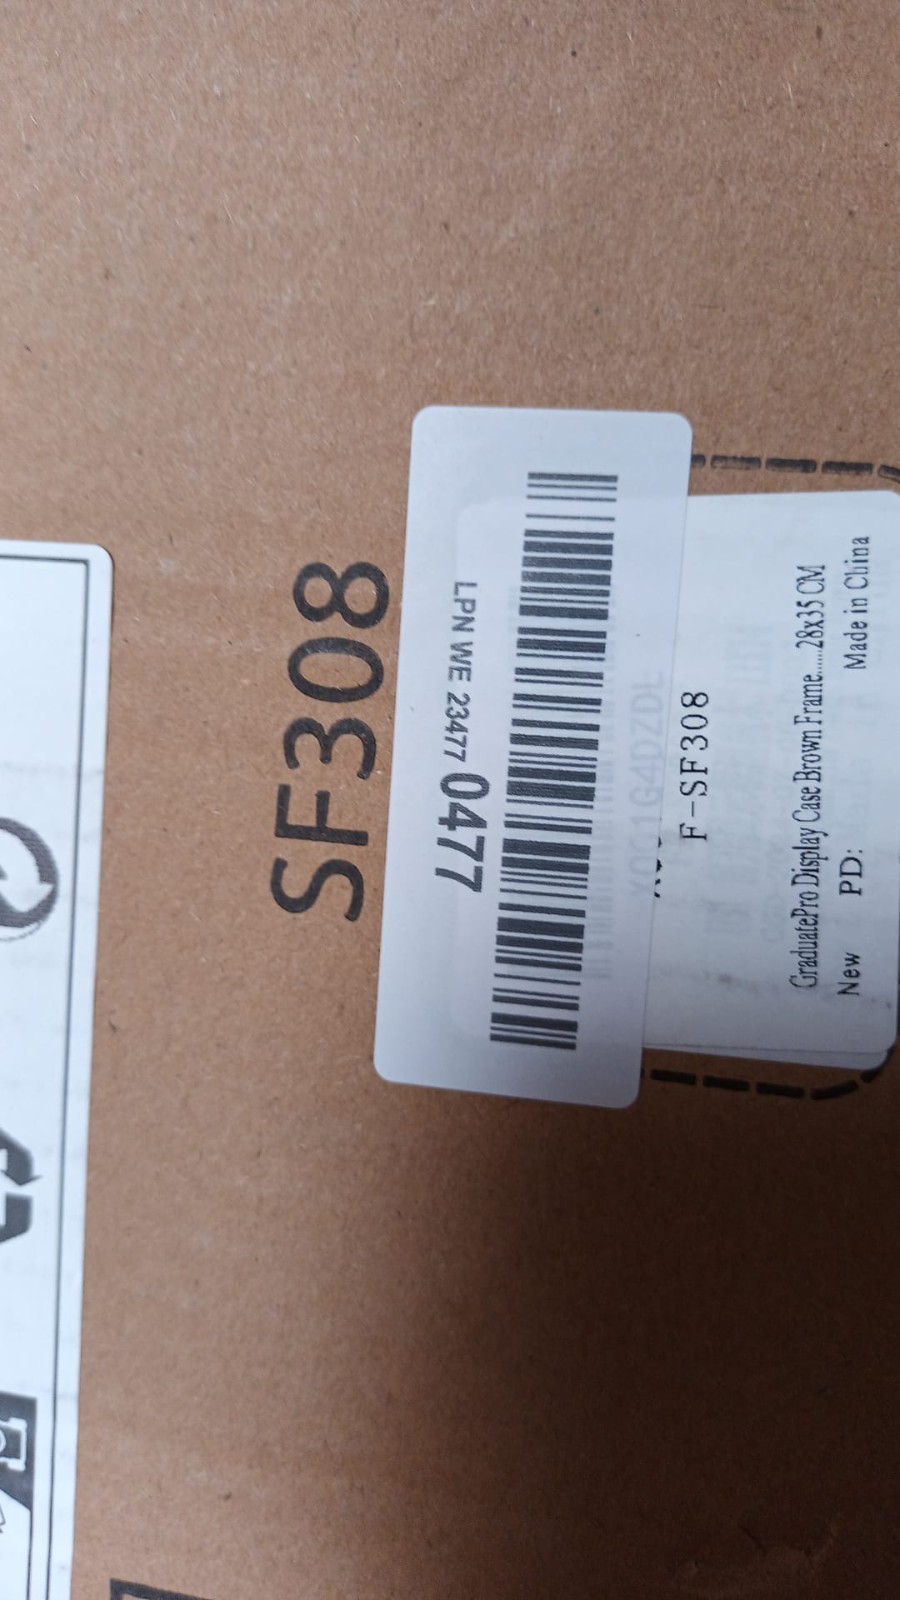 SF308
LPN WE 23477 0477
F-SF308
GraduatePro Display Case Brown Frame......28x35 CM
New PD: Made in China